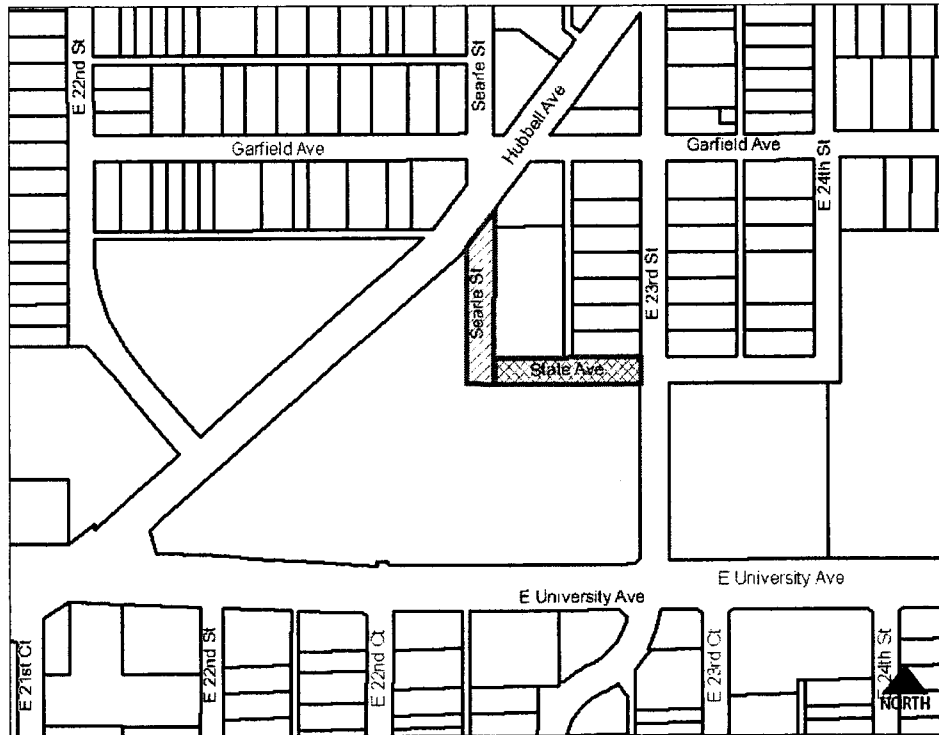 E 22nd St
Searle St
Hubbell Ave
Garfield Ave
Garfield Ave
E 24th St
Searle St
E 23rd St
State Ave
E University Ave
E University Ave
E 21st Ct
E 22nd St
E 22nd Ct
E 23rd Ct
E 24th St
NORTH